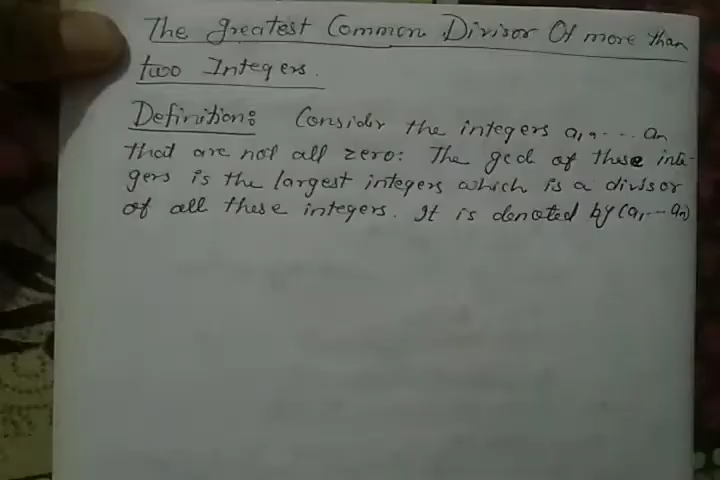 The greatest Common Divisor Of more than
two Integers.
Definition: Consider the integers a1, ... an
that are not all zero: The gcd of these inte-
gers is the largest integers which is a divisor
of all these integers. It is denoted by (a1, -- an)